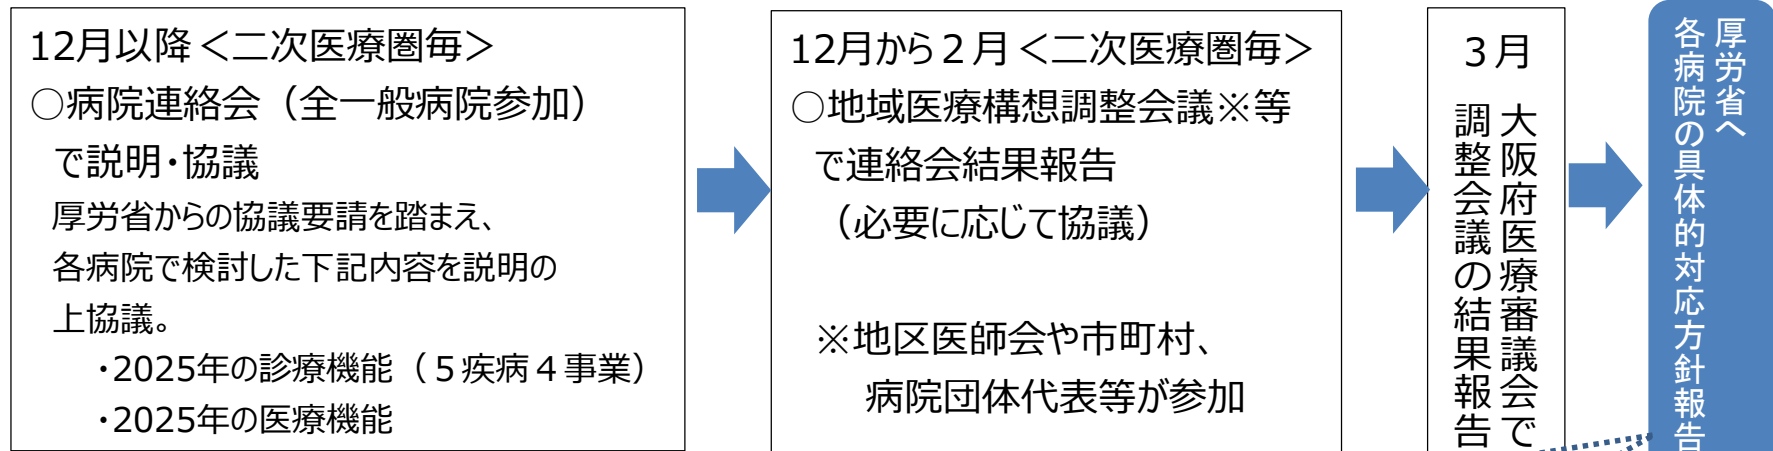 12月以降＜二次医療圏毎＞
○病院連絡会（全一般病院参加）
で説明・協議
厚労省からの協議要請を踏まえ、
各病院で検討した下記内容を説明の
上協議。
・2025年の診療機能（５疾病４事業）
・2025年の医療機能
12月から２月＜二次医療圏毎＞
○地域医療構想調整会議※等
で連絡会結果報告
（必要に応じて協議）
※地区医師会や市町村、
病院団体代表等が参加
３月
大阪府医療審議会で
調整会議の結果報告
厚労省へ
各病院の具体的対応方針報告